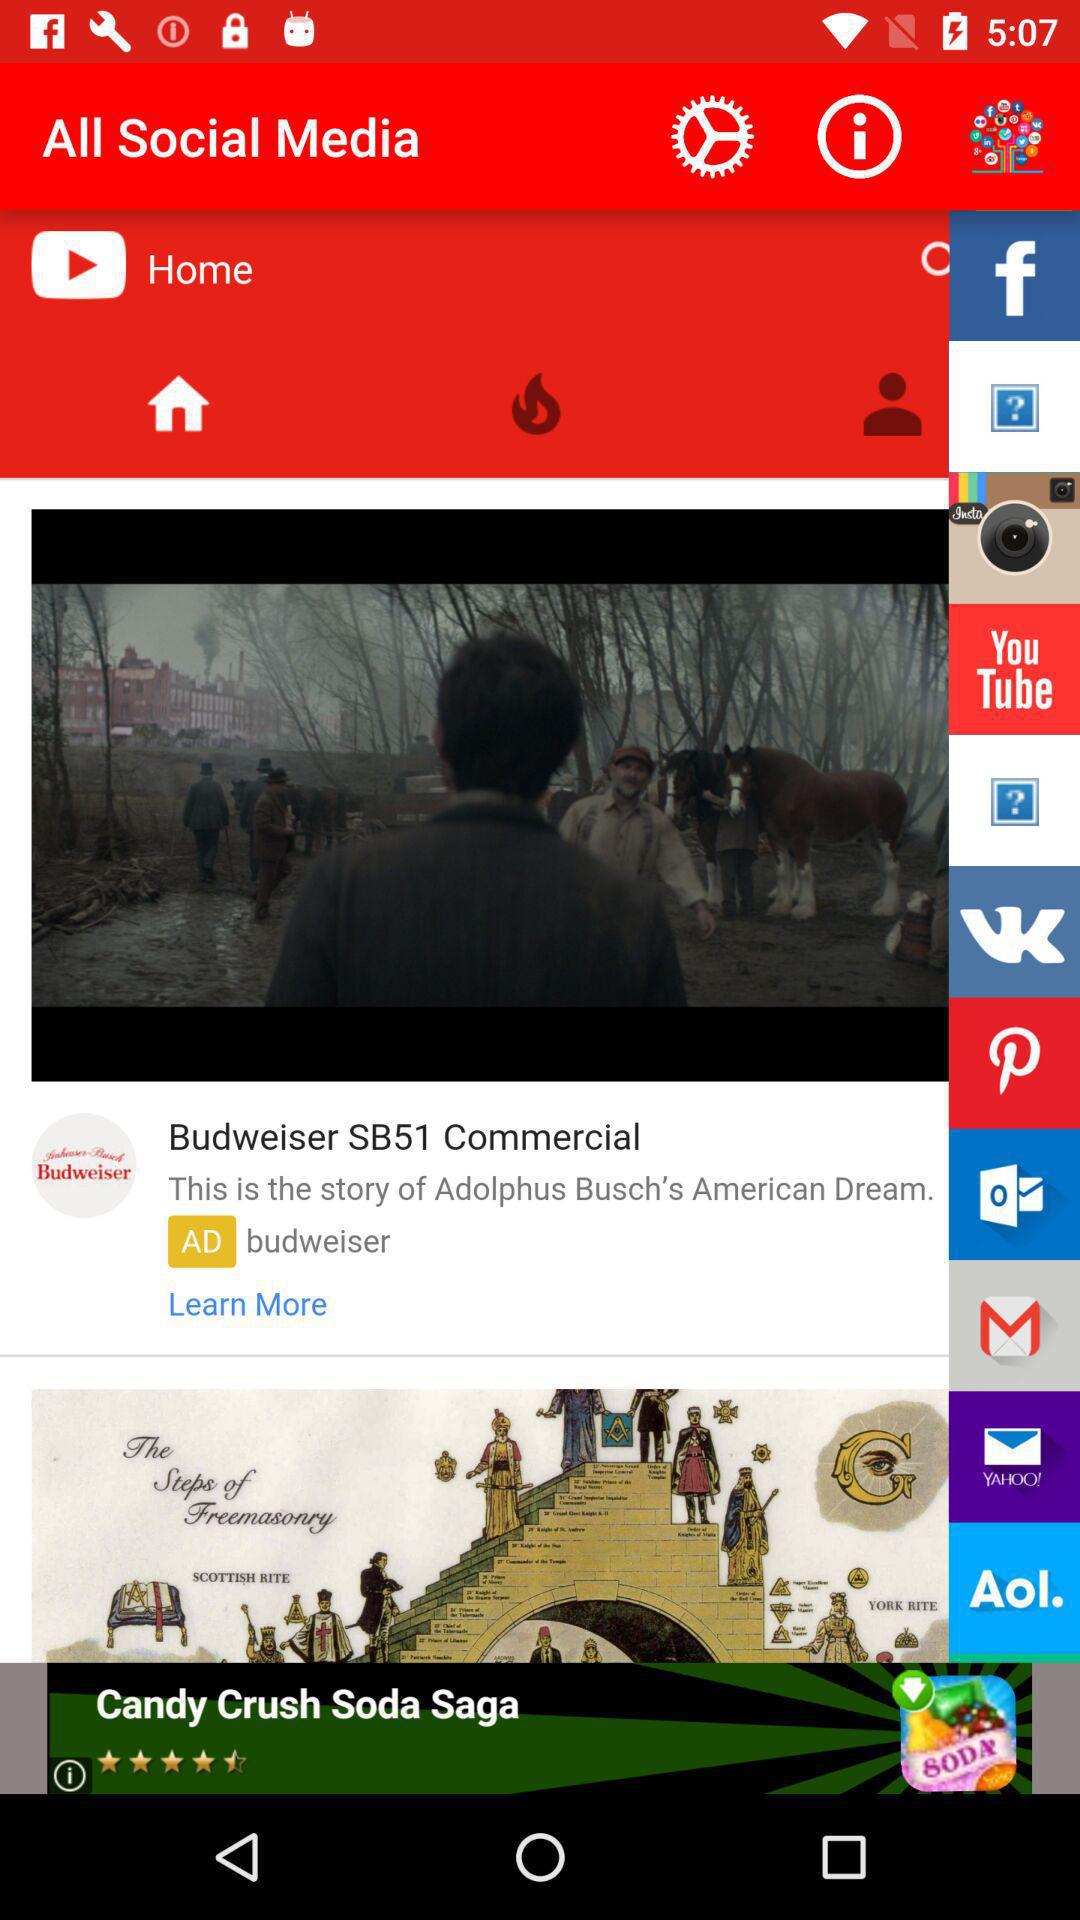 5:07
All Social Media
Home
Insta
You
Tube
Budweiser
Budweiser SB51 Commercial
This is the story of Adolphus Busch’s American Dream.
AD budweiser
Learn More
YAHOO!
Aol.
The
Steps of
Freemasonry
SCOTTISH RITE
YORK RITE
G
Candy Crush Soda Saga
SODA